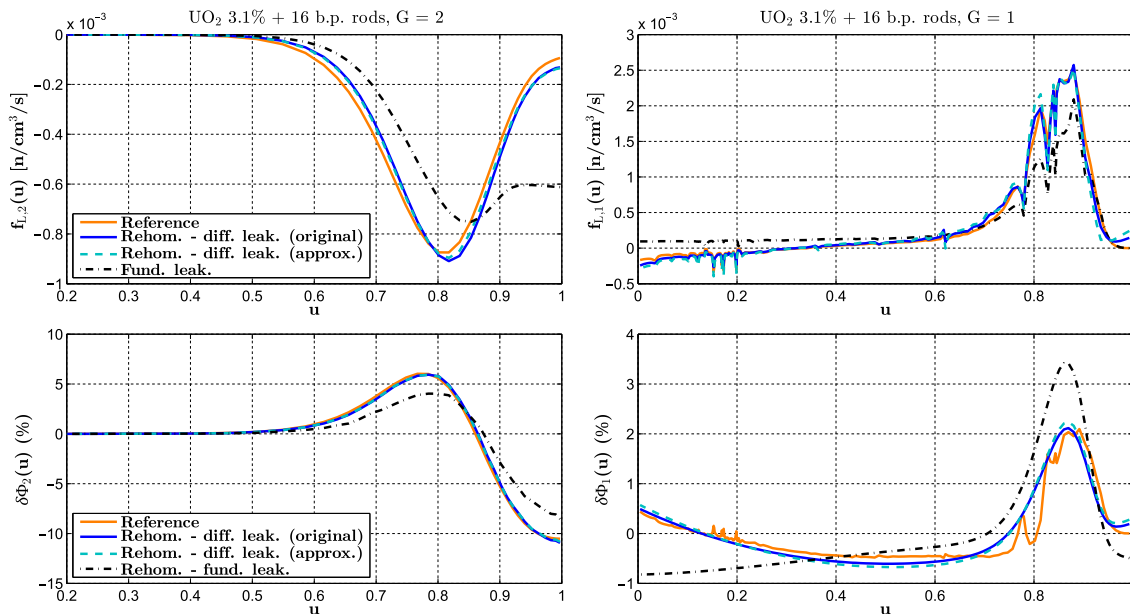 UO₂ 3.1% + 16 b.p. rods, G = 2
x 10⁻³
0
−0.2
−0.4
−0.6
−0.8
−1
f_L,2(u) [n/cm³/s]
Reference
Rehom. - diff. leak. (original)
Rehom. - diff. leak. (approx.)
Fund. leak.
0.2 0.3 0.4 0.5 0.6 0.7 0.8 0.9 1
u
UO₂ 3.1% + 16 b.p. rods, G = 1
x 10⁻³
3
2.5
2
1.5
1
0.5
0
−0.5
f_L,1(u) [n/cm³/s]
0 0.2 0.4 0.6 0.8
u
10
5
0
−5
−10
−15
δΦ₂(u) (%)
Reference
Rehom. - diff. leak. (original)
Rehom. - diff. leak. (approx.)
Rehom. - fund. leak.
0.2 0.3 0.4 0.5 0.6 0.7 0.8 0.9 1
u
4
3
2
1
0
−1
δΦ₁(u) (%)
0 0.2 0.4 0.6 0.8
u